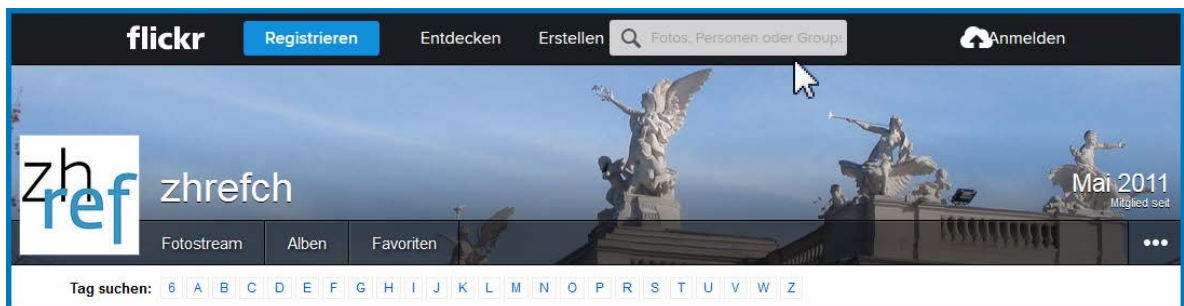 flickr Registrieren Entdecken Erstellen Fotos, Personen oder Groups Anmelden
zh
ref
zhrefch
Mai 2011
Mitglied seit
Fotostream Alben Favoriten
Tag suchen: 6 A B C D E F G H I J K L M N O P R S T U V W Z